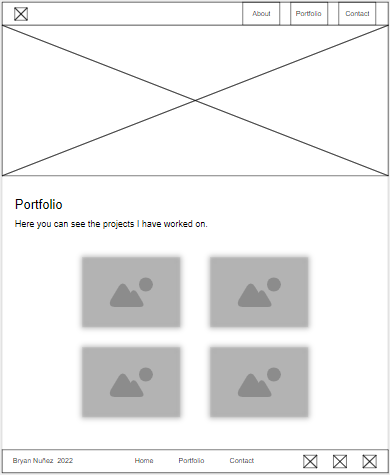 About
Portfolio
Contact
Portfolio
Here you can see the projects I have worked on.
Bryan Nuñez 2022
Home
Portfolio
Contact